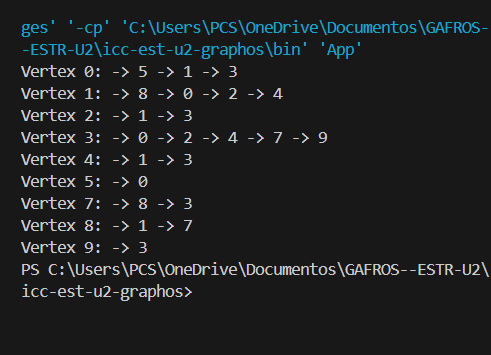 ges' '-cp' 'C:\Users\PCS\OneDrive\Documentos\GAFROS-
-ESTR-U2\icc-est-u2-graphos\bin' 'App'
Vertex 0: -> 5 -> 1 -> 3
Vertex 1: -> 8 -> 0 -> 2 -> 4
Vertex 2: -> 1 -> 3
Vertex 3: -> 0 -> 2 -> 4 -> 7 -> 9
Vertex 4: -> 1 -> 3
Vertex 5: -> 0
Vertex 7: -> 8 -> 3
Vertex 8: -> 1 -> 7
Vertex 9: -> 3
PS C:\Users\PCS\OneDrive\Documentos\GAFROS--ESTR-U2\
icc-est-u2-graphos>